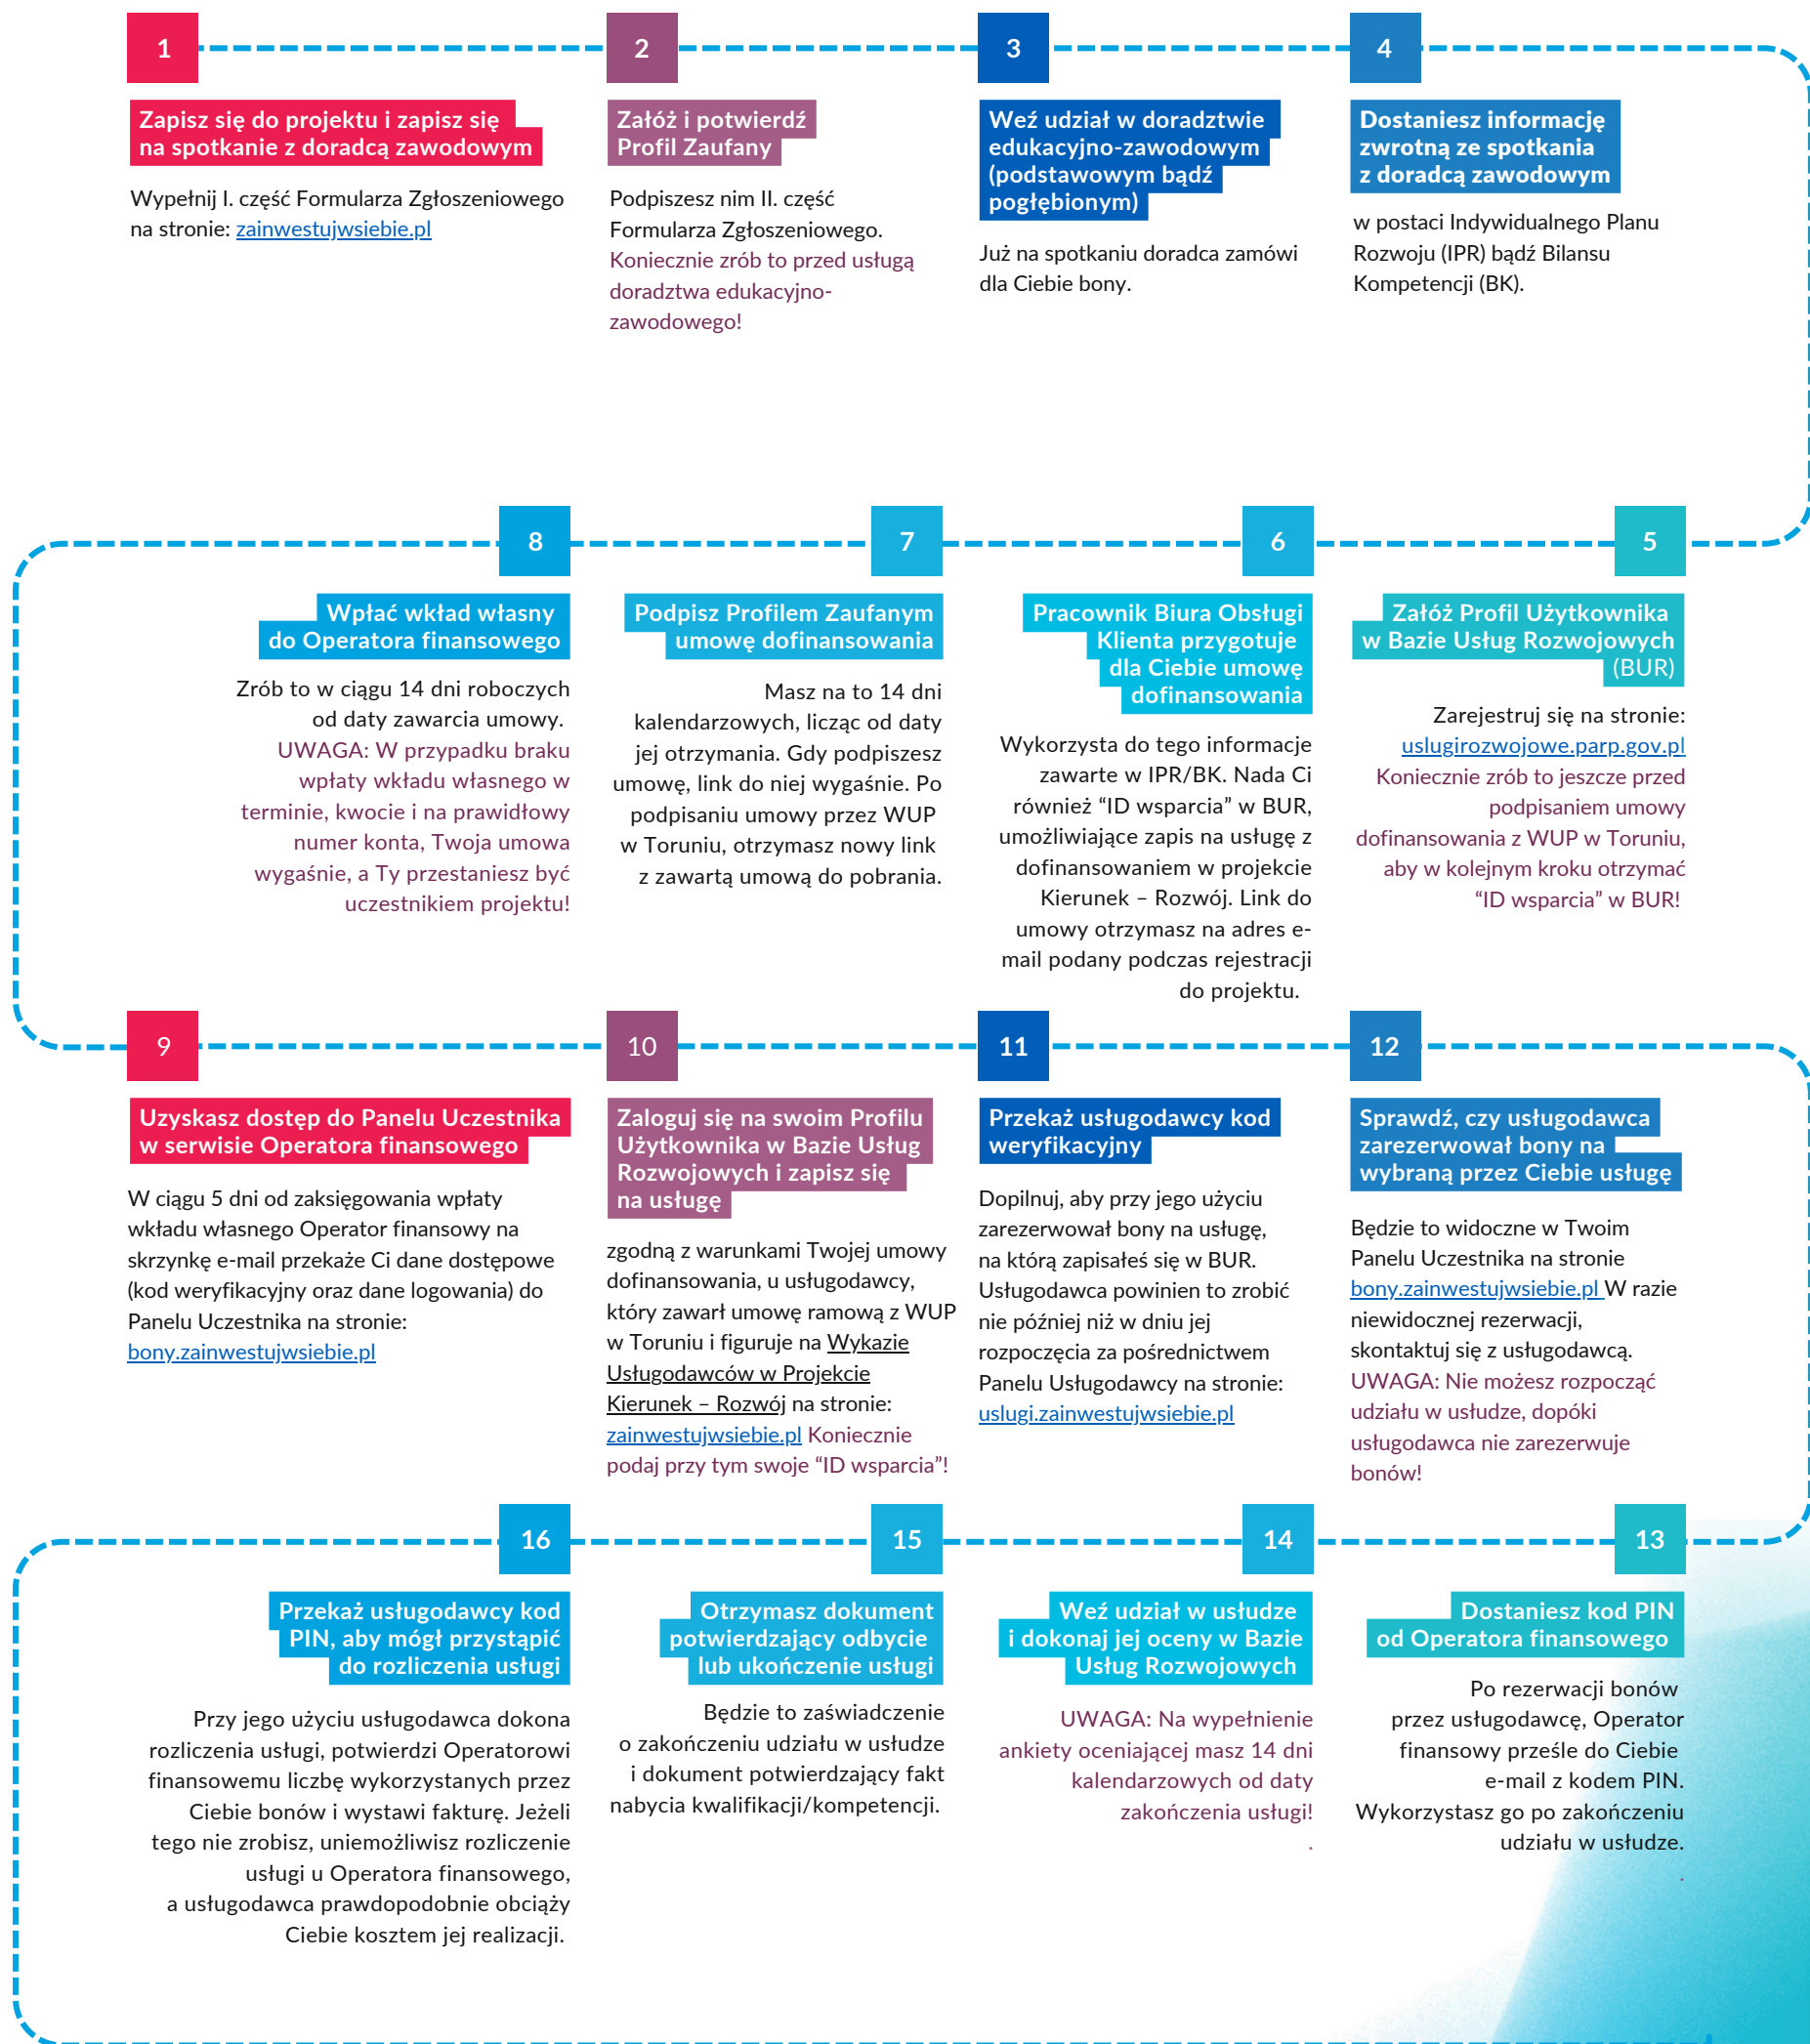 1
Zapisz się do projektu i zapisz się
na spotkanie z doradcą zawodowym
Wypełnij I. część Formularza Zgłoszeniowego
na stronie: zainwestujwsiebie.pl
2
Załóż i potwierdź
Profil Zaufany
Podpiszesz nim II. część
Formularza Zgłoszeniowego.
Koniecznie zrób to przed usługą
doradztwa edukacyjno-
zawodowego!
3
Weź udział w doradztwie
edukacyjno-zawodowym
(podstawowym bądź
pogłębionym)
Już na spotkaniu doradca zamówi
dla Ciebie bony.
4
Dostaniesz informację
zwrotną ze spotkania
z doradcą zawodowym
w postaci Indywidualnego Planu
Rozwoju (IPR) bądź Bilansu
Kompetencji (BK).
5
Załóż Profil Użytkownika
w Bazie Usług Rozwojowych
(BUR)
Zarejestruj się na stronie:
uslugirozwojowe.parp.gov.pl
Koniecznie zrób to jeszcze przed
podpisaniem umowy
dofinansowania z WUP w Toruniu,
aby w kolejnym kroku otrzymać
“ID wsparcia” w BUR!
6
Pracownik Biura Obsługi
Klienta przygotuje
dla Ciebie umowę
dofinansowania
Wykorzysta do tego informacje
zawarte w IPR/BK. Nada Ci
również “ID wsparcia” w BUR,
umożliwiające zapis na usługę z
dofinansowaniem w projekcie
Kierunek – Rozwój. Link do
umowy otrzymasz na adres e-
mail podany podczas rejestracji
do projektu.
7
Podpisz Profilem Zaufanym
umowę dofinansowania
Masz na to 14 dni
kalendarzowych, licząc od daty
jej otrzymania. Gdy podpiszesz
umowę, link do niej wygaśnie. Po
podpisaniu umowy przez WUP
w Toruniu, otrzymasz nowy link
z zawartą umową do pobrania.
8
Wpłać wkład własny
do Operatora finansowego
Zrób to w ciągu 14 dni roboczych
od daty zawarcia umowy.
UWAGA: W przypadku braku
wpłaty wkładu własnego w
terminie, kwocie i na prawidłowy
numer konta, Twoja umowa
wygaśnie, a Ty przestaniesz być
uczestnikiem projektu!
9
Uzyskasz dostęp do Panelu Uczestnika
w serwisie Operatora finansowego
W ciągu 5 dni od zaksięgowania wpłaty
wkładu własnego Operator finansowy na
skrzynkę e-mail przekaże Ci dane dostępowe
(kod weryfikacyjny oraz dane logowania) do
Panelu Uczestnika na stronie:
bony.zainwestujwsiebie.pl
10
Zaloguj się na swoim Profilu
Użytkownika w Bazie Usług
Rozwojowych i zapisz się
na usługę
zgodną z warunkami Twojej umowy
dofinansowania, u usługodawcy,
który zawarł umowę ramową z WUP
w Toruniu i figuruje na Wykazie
Usługodawców w Projekcie
Kierunek – Rozwój na stronie:
zainwestujwsiebie.pl Koniecznie
podaj przy tym swoje “ID wsparcia”!
11
Przekaż usługodawcy kod
weryfikacyjny
Dopilnuj, aby przy jego użyciu
zarezerwował bony na usługę,
na którą zapisałeś się w BUR.
Usługodawca powinien to zrobić
nie później niż w dniu jej
rozpoczęcia za pośrednictwem
Panelu Usługodawcy na stronie:
uslugi.zainwestujwsiebie.pl
12
Sprawdź, czy usługodawca
zarezerwował bony na
wybraną przez Ciebie usługę
Będzie to widoczne w Twoim
Panelu Uczestnika na stronie
bony.zainwestujwsiebie.pl W razie
niewidocznej rezerwacji,
skontaktuj się z usługodawcą.
UWAGA: Nie możesz rozpocząć
udziału w usłudze, dopóki
usługodawca nie zarezerwuje
bonów!
13
Dostaniesz kod PIN
od Operatora finansowego
Po rezerwacji bonów
przez usługodawcę, Operator
finansowy prześle do Ciebie
e-mail z kodem PIN.
Wykorzystasz go po zakończeniu
udziału w usłudze.
.
14
Weź udział w usłudze
i dokonaj jej oceny w Bazie
Usług Rozwojowych
UWAGA: Na wypełnienie
ankiety oceniającej masz 14 dni
kalendarzowych od daty
zakończenia usługi!
.
15
Otrzymasz dokument
potwierdzający odbycie
lub ukończenie usługi
Będzie to zaświadczenie
o zakończeniu udziału w usłudze
i dokument potwierdzający fakt
nabycia kwalifikacji/kompetencji.
16
Przekaż usługodawcy kod
PIN, aby mógł przystąpić
do rozliczenia usługi
Przy jego użyciu usługodawca dokona
rozliczenia usługi, potwierdzi Operatorowi
finansowemu liczbę wykorzystanych przez
Ciebie bonów i wystawi fakturę. Jeżeli
tego nie zrobisz, uniemożliwisz rozliczenie
usługi u Operatora finansowego,
a usługodawca prawdopodobnie obciąży
Ciebie kosztem jej realizacji.